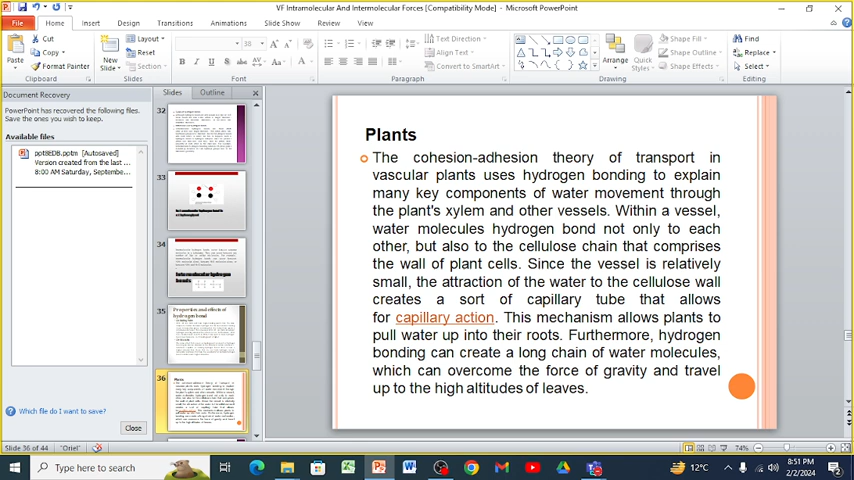 VF Intramolecular And Intermolecular Forces [Compatibility Mode] - Microsoft PowerPoint
File Home Insert Design Transitions Animations Slide Show Review View
Cut
Copy
Format Painter
Paste
Clipboard
New
Slide
Layout
Reset
Section
Slides
38
Font
Text Direction
Align Text
Convert to SmartArt
Paragraph
Arrange
Quick
Styles
Shape Fill
Shape Outline
Shape Effects
Drawing
Find
Replace
Select
Editing
Document Recovery
PowerPoint has recovered the following files.
Save the ones you wish to keep.
Available files
ppt8EDB.pptm [Autosaved]
Version created from the last ...
8:00 AM Saturday, Septembe...
Which file do I want to save?
Close
Slides Outline
32
33
34
Intermolecular hydrogen
bonds
35
Properties and effects of
hydrogen bond
36
Plants
Plants
The cohesion-adhesion theory of transport in
vascular plants uses hydrogen bonding to explain
many key components of water movement through
the plant's xylem and other vessels. Within a vessel,
water molecules hydrogen bond not only to each
other, but also to the cellulose chain that comprises
the wall of plant cells. Since the vessel is relatively
small, the attraction of the water to the cellulose wall
creates a sort of capillary tube that allows
for capillary action. This mechanism allows plants to
pull water up into their roots. Furthermore, hydrogen
bonding can create a long chain of water molecules,
which can overcome the force of gravity and travel
up to the high altitudes of leaves.
Slide 36 of 44 "Oriel" 74%
Type here to search
12°C
8:51 PM
2/2/2024